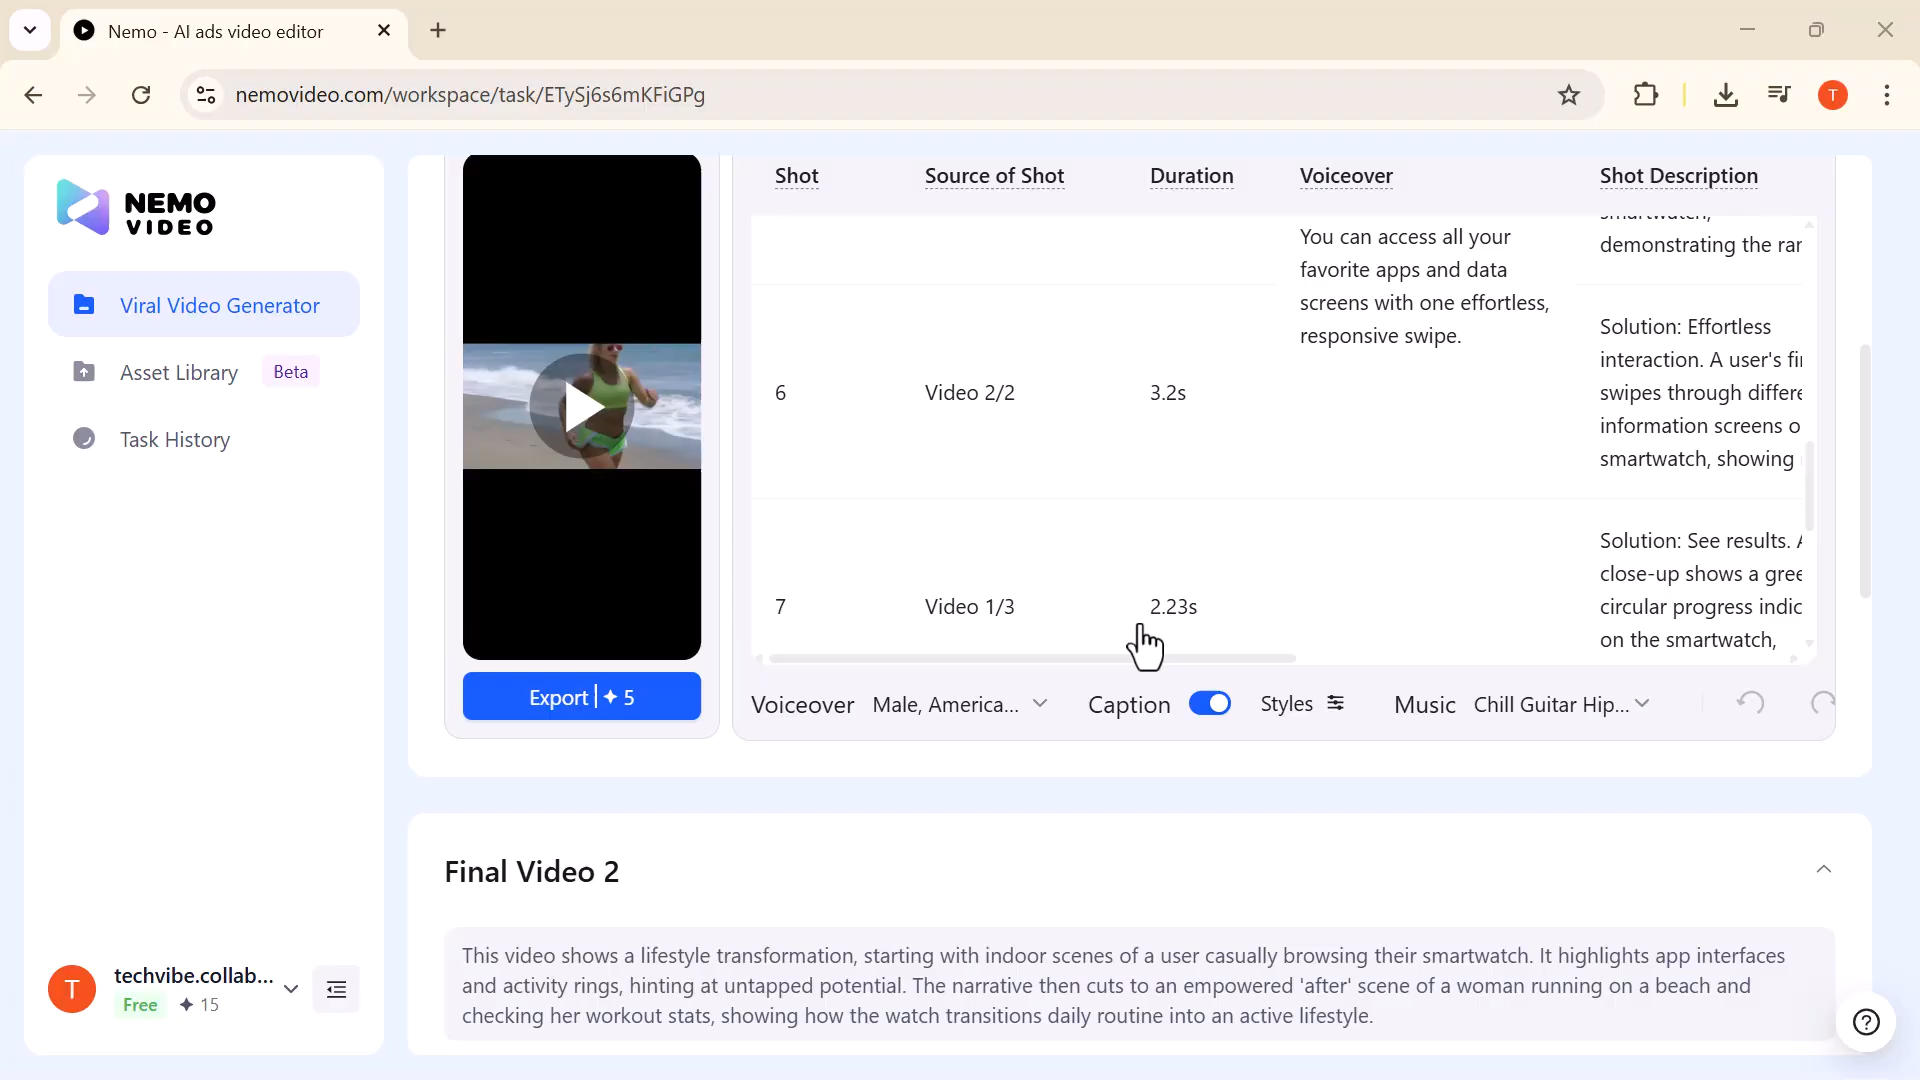 Nemo - AI ads video editor
nemovideo.com/workspace/task/ETySj6s6mKFiGPg
T
NEMO
VIDEO
Viral Video Generator
Asset Library Beta
Task History
Shot Source of Shot Duration Voiceover Shot Description
You can access all your
favorite apps and data
screens with one effortless,
responsive swipe.
smartwatch,
demonstrating the rar
6 Video 2/2 3.2s
Solution: Effortless
interaction. A user's fi
swipes through differe
information screens o
smartwatch, showing
7 Video 1/3 2.23s
Solution: See results. A
close-up shows a gree
circular progress indic
on the smartwatch,
Export | 5
Voiceover Male, America... Caption Styles Music Chill Guitar Hip...
Final Video 2
This video shows a lifestyle transformation, starting with indoor scenes of a user casually browsing their smartwatch. It highlights app interfaces
and activity rings, hinting at untapped potential. The narrative then cuts to an empowered 'after' scene of a woman running on a beach and
checking her workout stats, showing how the watch transitions daily routine into an active lifestyle.
T
techvibe.collab...
Free 15